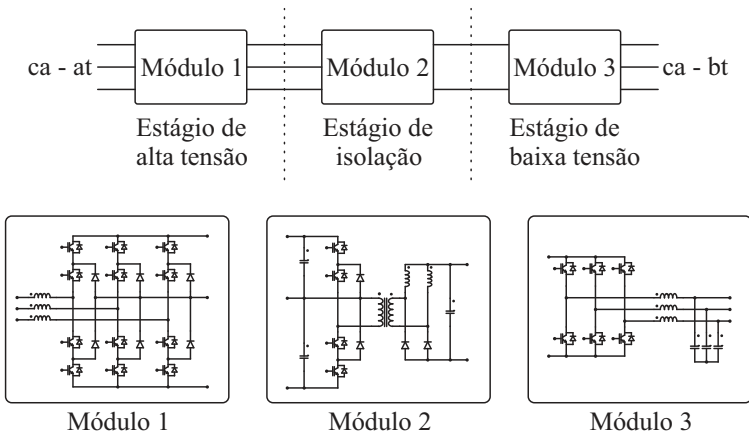 ca - at
Módulo 1
Módulo 2
Módulo 3
ca - bt
Estágio de
alta tensão
Estágio de
isolação
Estágio de
baixa tensão
Módulo 1
Módulo 2
Módulo 3